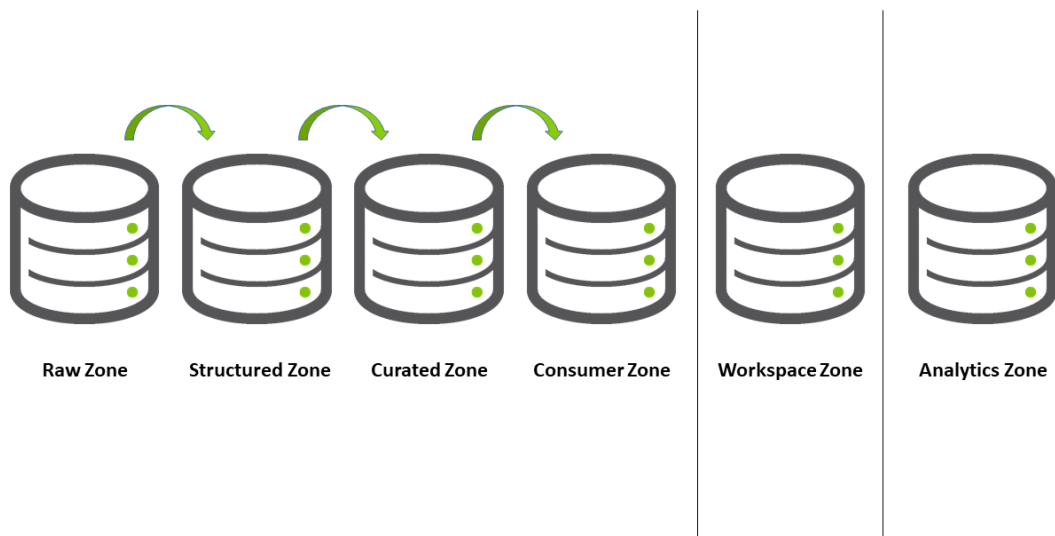 Raw Zone
Structured Zone
Curated Zone
Consumer Zone
Workspace Zone
Analytics Zone